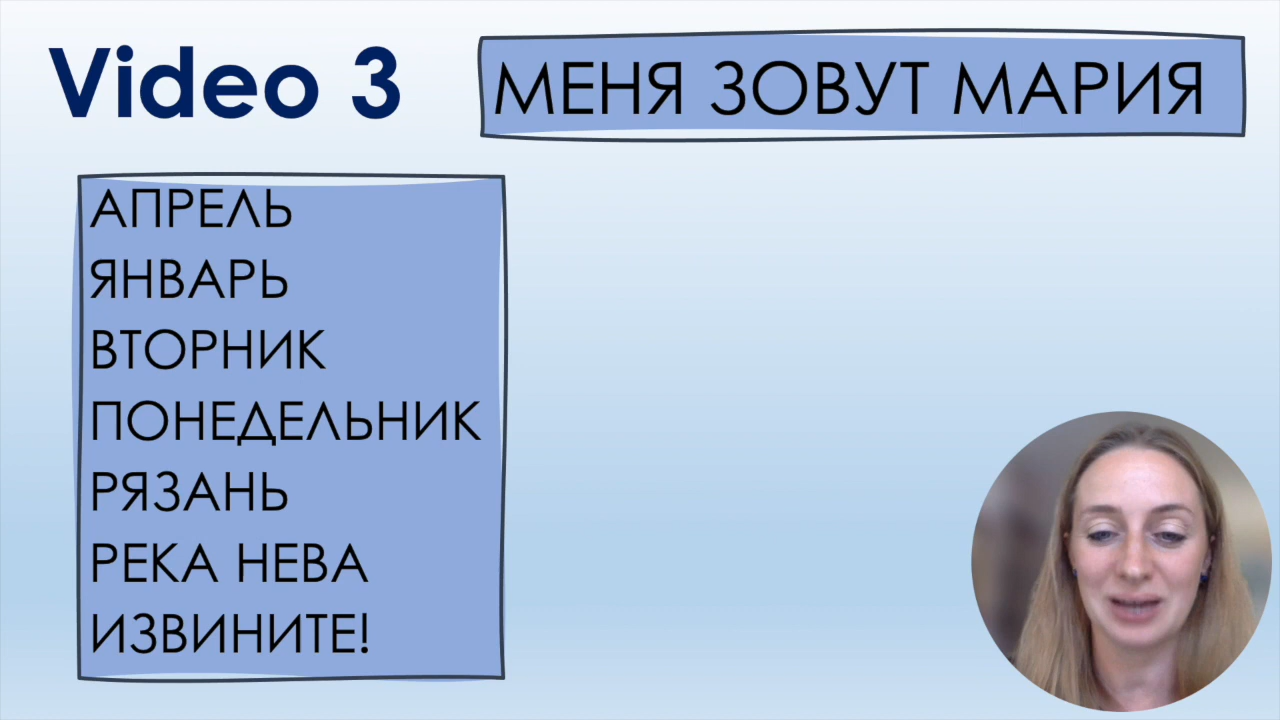 Video 3
МЕНЯ ЗОВУТ МАРИЯ
АПРЕЛЬ
ЯНВАРЬ
ВТОРНИК
ПОНЕДЕЛЬНИК
РЯЗАНЬ
РЕКА НЕВА
ИЗВИНИТЕ!